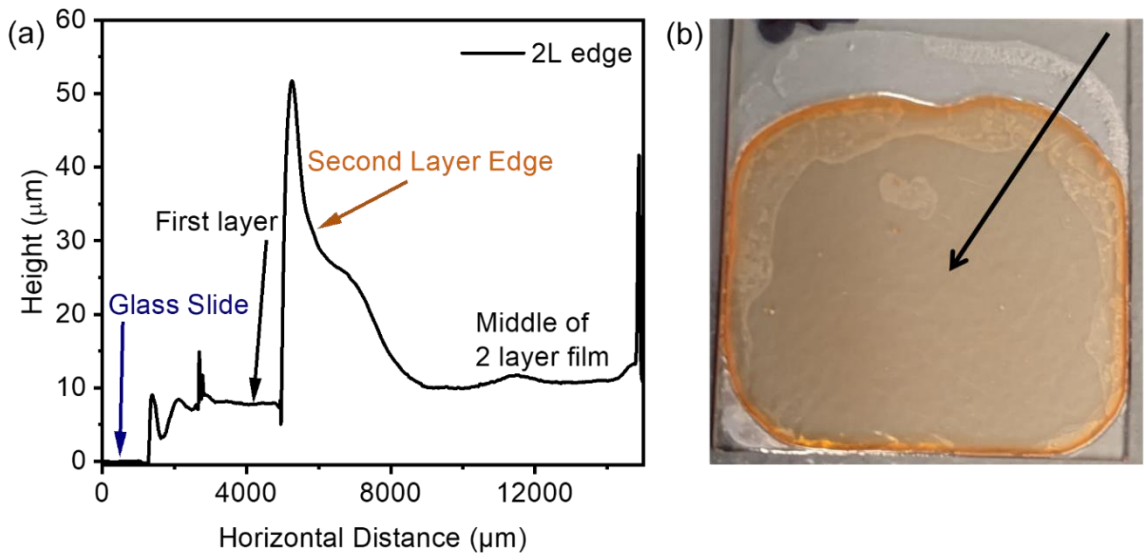 (a)
60
50
40
30
20
10
0
Height (μm)
2L edge
Second Layer Edge
First layer
Glass Slide
Middle of
2 layer film
0
4000
8000
12000
Horizontal Distance (μm)
(b)